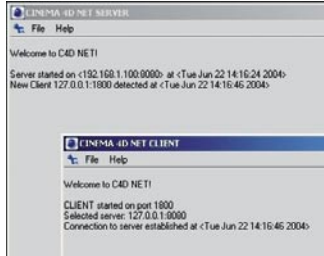 CINEMA 4D NET SERVER
File Help
Welcome to C4D NET!
Server started on <192.168.1.100:8080> at <Tue Jun 22 14:16:24 2004>
New Client 127.0.0.1:1800 detected at <Tue Jun 22 14:16:46 2004>
CINEMA 4D NET CLIENT
File Help
Welcome to C4D NET!
CLIENT started on port 1800
Selected server: 127.0.0.1:8080
Connection to server established at <Tue Jun 22 14:16:46 2004>